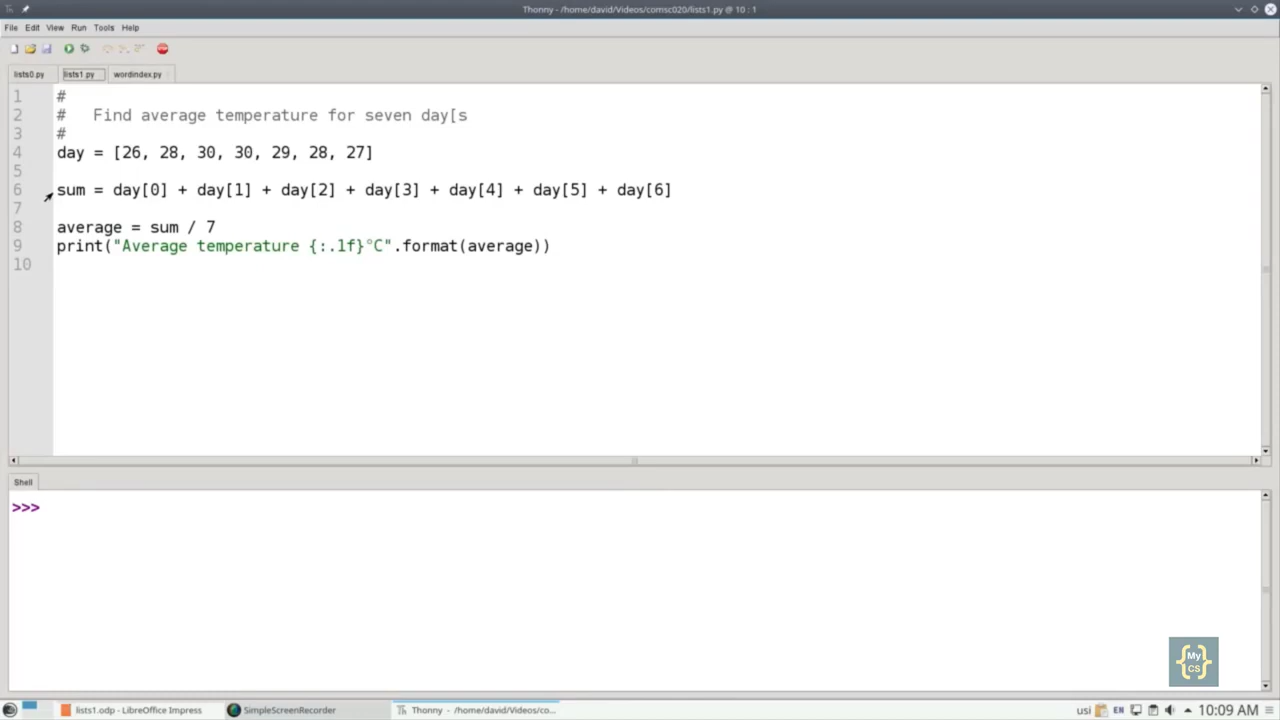 Thonny - /home/david/Videos/comsc020/lists1.py @ 10 : 1
File Edit View Run Tools Help
lists0.py lists1.py wordindex.py
1 #
2 # Find average temperature for seven day[s
3 #
4 day = [26, 28, 30, 30, 29, 28, 27]
5
6 sum = day[0] + day[1] + day[2] + day[3] + day[4] + day[5] + day[6]
7
8 average = sum / 7
9 print("Average temperature {:.1f}°C".format(average))
10
Shell
>>>
{My CS}
lists1.odp - LibreOffice Impress SimpleScreenRecorder Thonny - /home/david/Videos/co... usi EN 10:09 AM